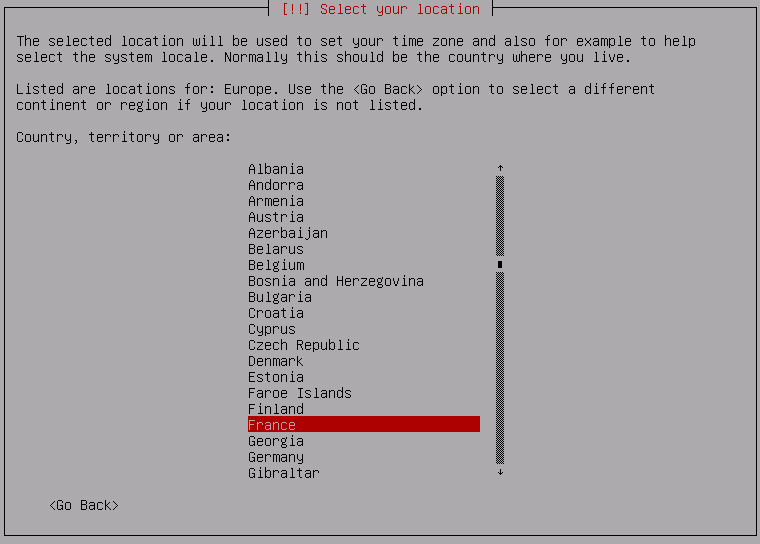 [!!] Select your location
The selected location will be used to set your time zone and also for example to help
select the system locale. Normally this should be the country where you live.
Listed are locations for: Europe. Use the <Go Back> option to select a different
continent or region if your location is not listed.
Country, territory or area:
Albania
Andorra
Armenia
Austria
Azerbaijan
Belarus
Belgium
Bosnia and Herzegovina
Bulgaria
Croatia
Cyprus
Czech Republic
Denmark
Estonia
Faroe Islands
Finland
France
Georgia
Germany
Gibraltar
<Go Back>